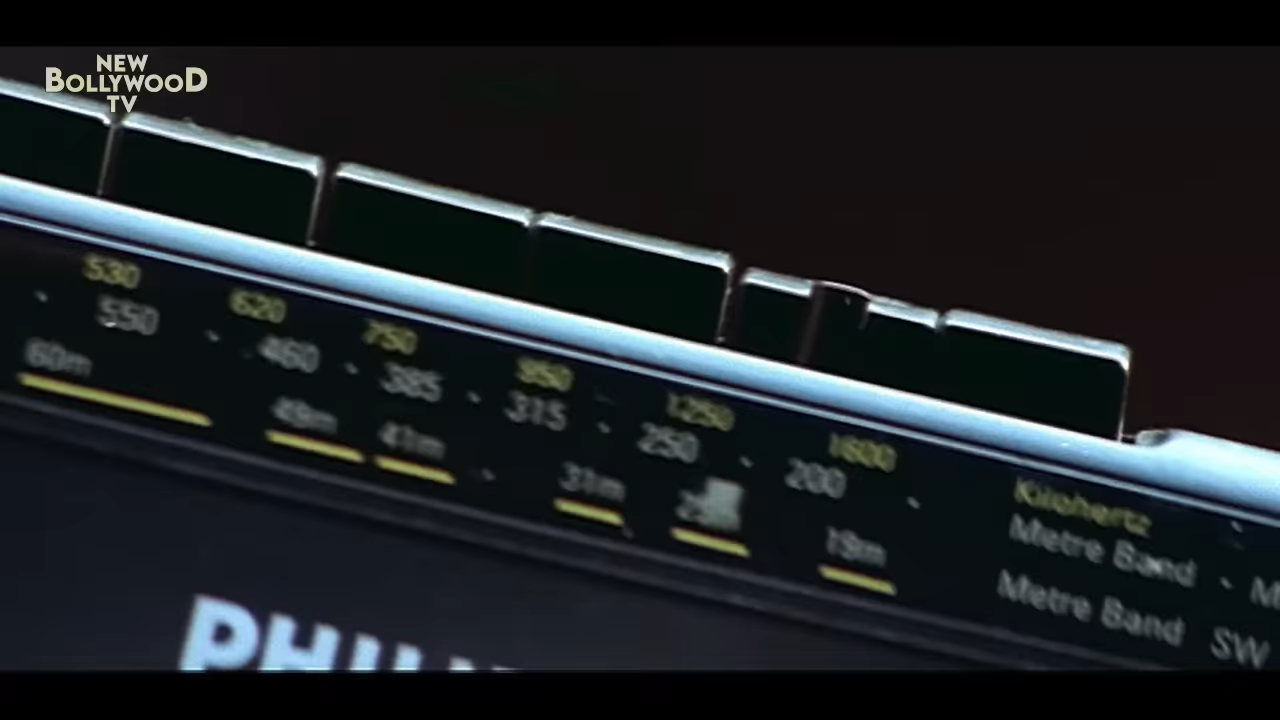 NEW
BOLLYWOOD
TV
530 620 750 950 1250 1600 Kilohertz
550 460 385 315 250 200 Metre Band
60m 49m 41m 31m 19m Metre Band SW